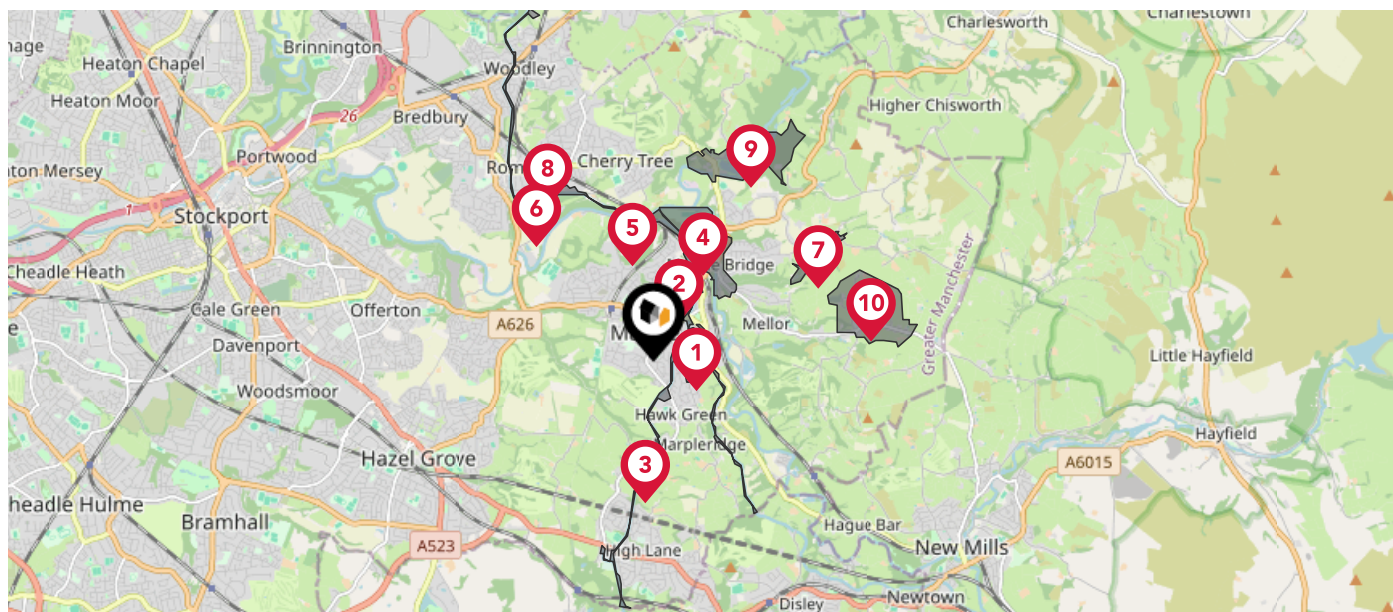 Charlestown
Charlesworth
Brinnington
Heaton Chapel
Woodley
Heaton Moor
Higher Chisworth
26
Bredbury
9
Portwood
Cherry Tree
8
ton Mersey
6
1
Stockport
5
4
7
Bridge
Cheadle Heath
2
10
Cale Green
Offerton
A626
Mellor
Greater Manchester
Davenport
1
Little Hayfield
Woodsmoor
Hawk Green
Hayfield
Marpleridge
Hazel Grove
3
A6015
headle Hulme
Bramhall
Hague Bar
A523
High Lane
New Mills
Newtown
Disley